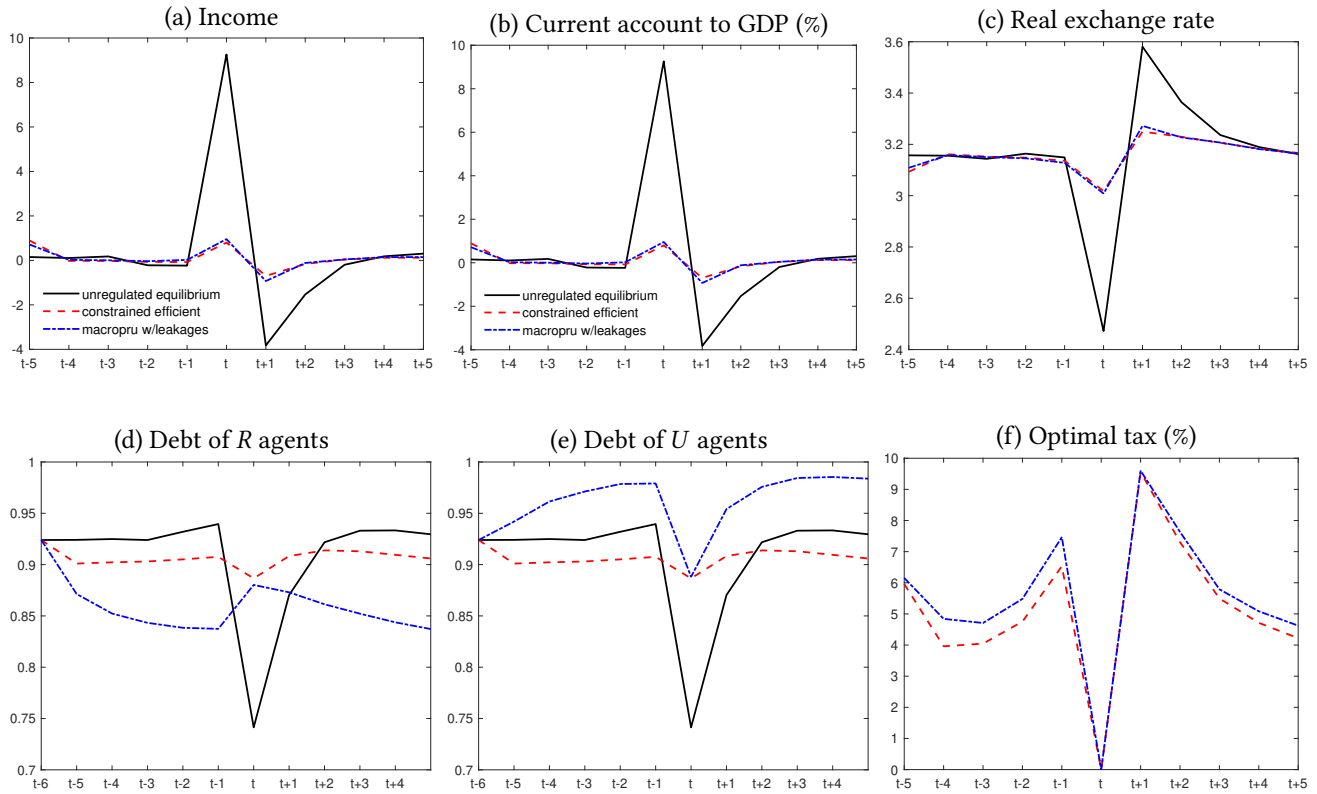 (a) Income
10
8
6
4
2
0
-2
-4
unregulated equilibrium
constrained efficient
macropru w/leakages
t-5 t-4 t-3 t-2 t-1 t t+1 t+2 t+3 t+4 t+5
(b) Current account to GDP (%)
10
8
6
4
2
0
-2
-4
unregulated equilibrium
constrained efficient
macropru w/leakages
t-5 t-4 t-3 t-2 t-1 t t+1 t+2 t+3 t+4 t+5
(c) Real exchange rate
3.6
3.4
3.2
3
2.8
2.6
2.4
t-5 t-4 t-3 t-2 t-1 t t+1 t+2 t+3 t+4 t+5
(d) Debt of R agents
1
0.95
0.9
0.85
0.8
0.75
0.7
t-6 t-5 t-4 t-3 t-2 t-1 t t+1 t+2 t+3 t+4
(e) Debt of U agents
1
0.95
0.9
0.85
0.8
0.75
0.7
t-6 t-5 t-4 t-3 t-2 t-1 t t+1 t+2 t+3 t+4
(f) Optimal tax (%)
10
9
8
7
6
5
4
3
2
1
0
t-5 t-4 t-3 t-2 t-1 t t+1 t+2 t+3 t+4 t+5